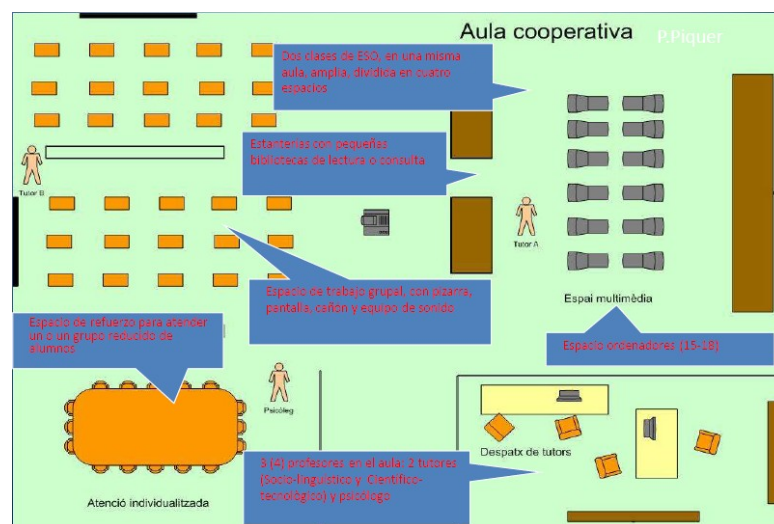 Aula cooperativa
P.Piquer
Dos clases de ESO, en una misma
aula, amplia, dividica en cuatro
espacios
Estanterias con pequeñas
bibliotecas de lectura o consulta
Tutor B
Tutor A
Espacio de trabajo grupal, con pizarra,
pantalla, cañón y equipo de sonido
Espai multimèdia
Espacio de refuerzo para atender
un o un grupo reducido de
alumnos
Espacio ordenadores (15-18)
Psicòleg
Despatx de tutors
3 (4) profesores en el aula: 2 tutores
(Socio-linguístico y Científico-
tecnológico) y psicólogo
Atenció individualitzada